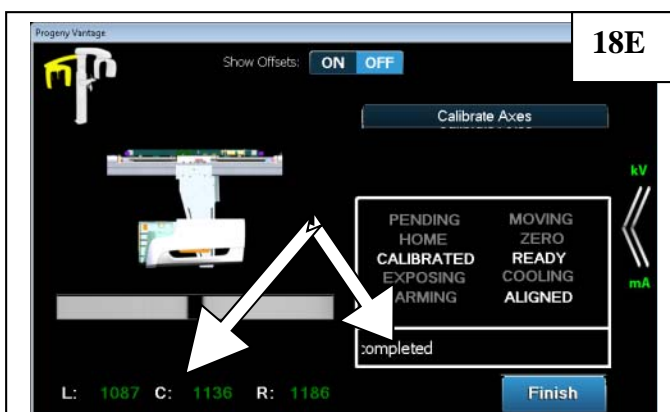 Progeny Vantage
18E
Show Offsets: ON OFF
Calibrate Axes
kV
PENDING MOVING
HOME ZERO
CALIBRATED READY
EXPOSING COOLING
ARMING ALIGNED
mA
completed
L: 1087 C: 1136 R: 1186
Finish